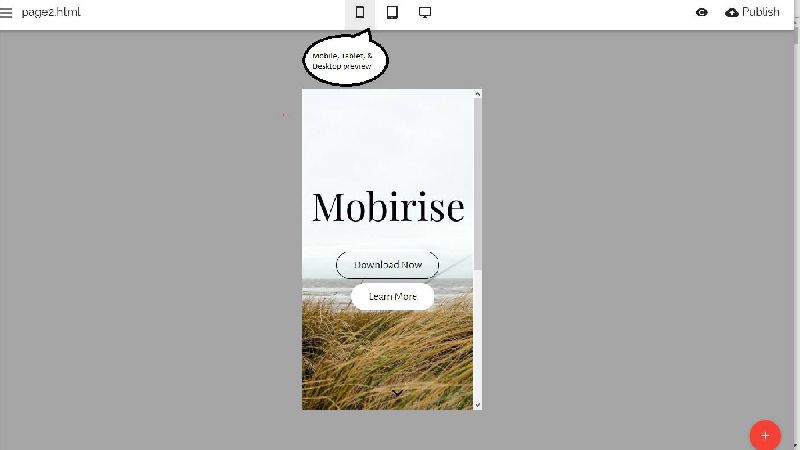 page2.html
Publish
Mobile, Tablet, &
Desktop preview
Mobirise
Download Now
Learn More